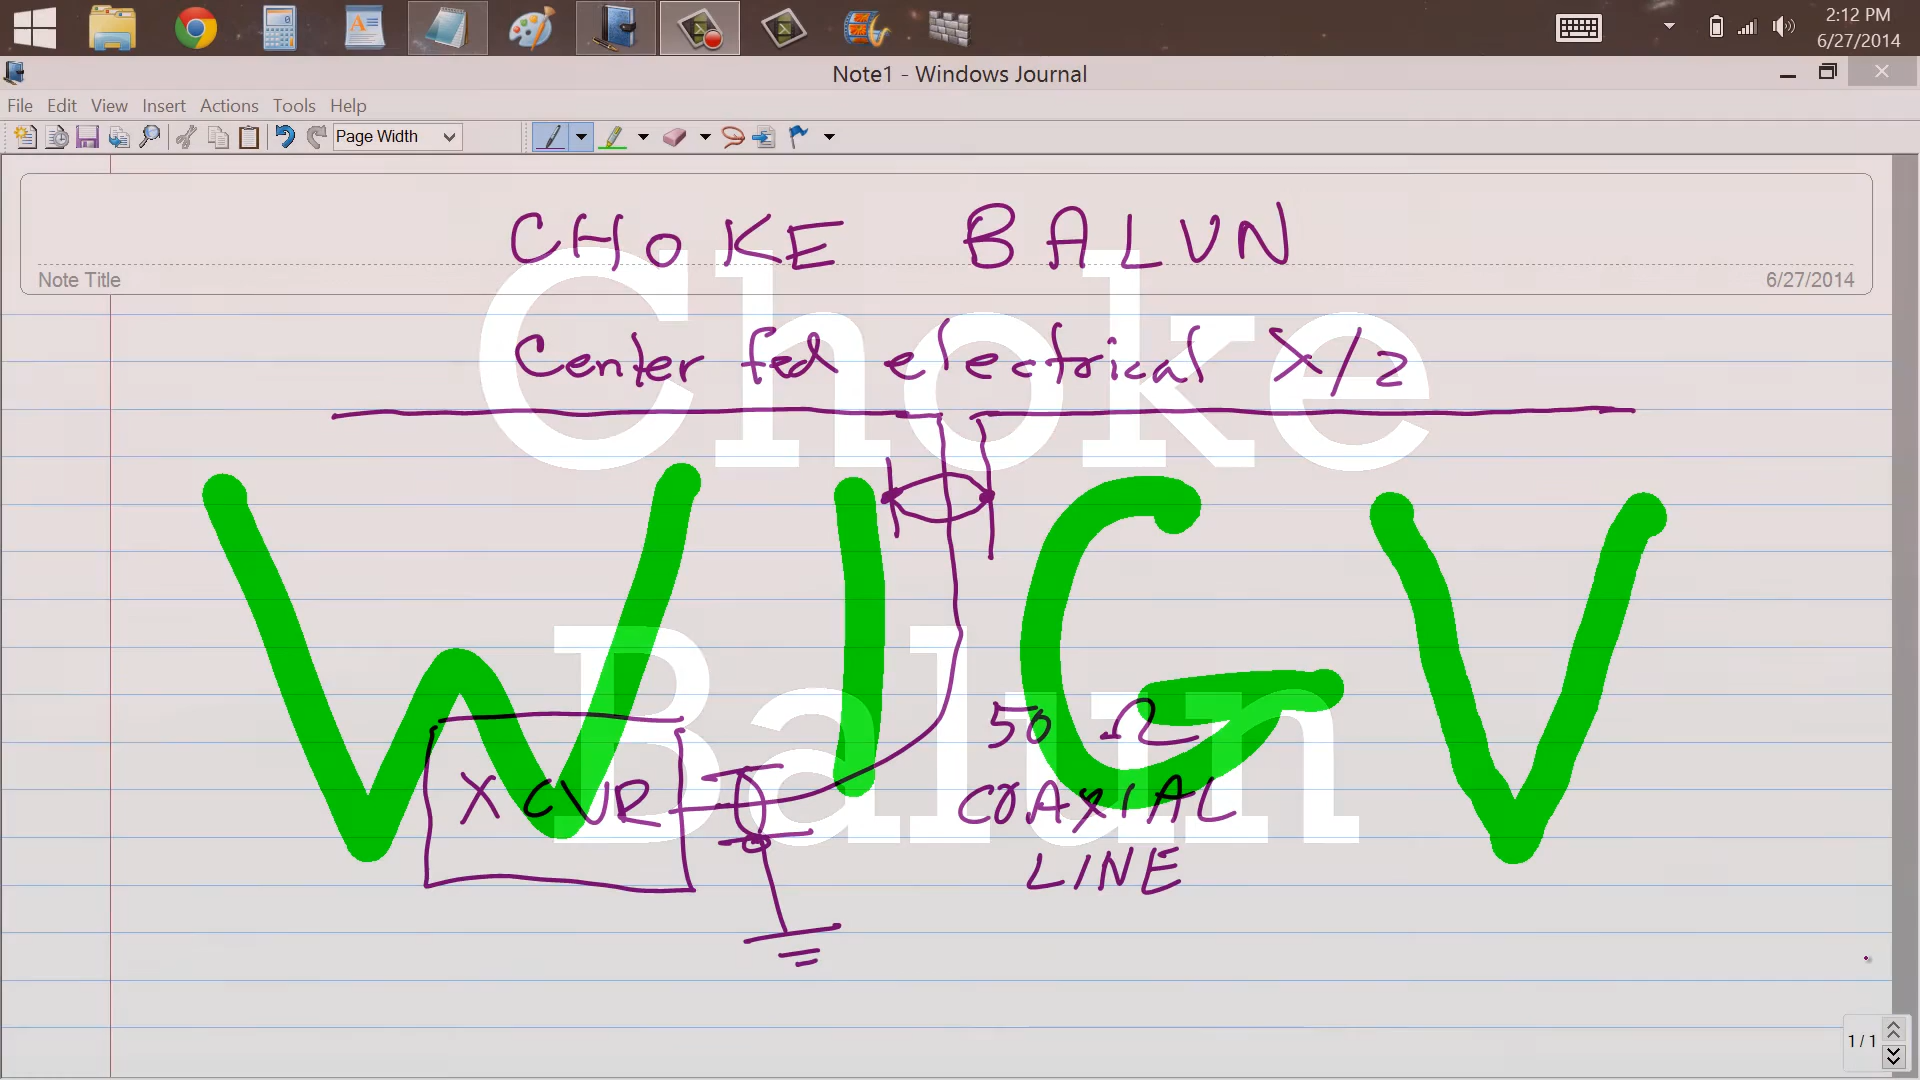 2:12 PM
6/27/2014
Note1 - Windows Journal
File Edit View Insert Actions Tools Help
Page Width
CHOKE BALUN
Note Title
6/27/2014
Choke
Center fed electrical λ/2
W1GV
Balun
XCVR
50 Ω
COAXIAL
LINE
1 / 1